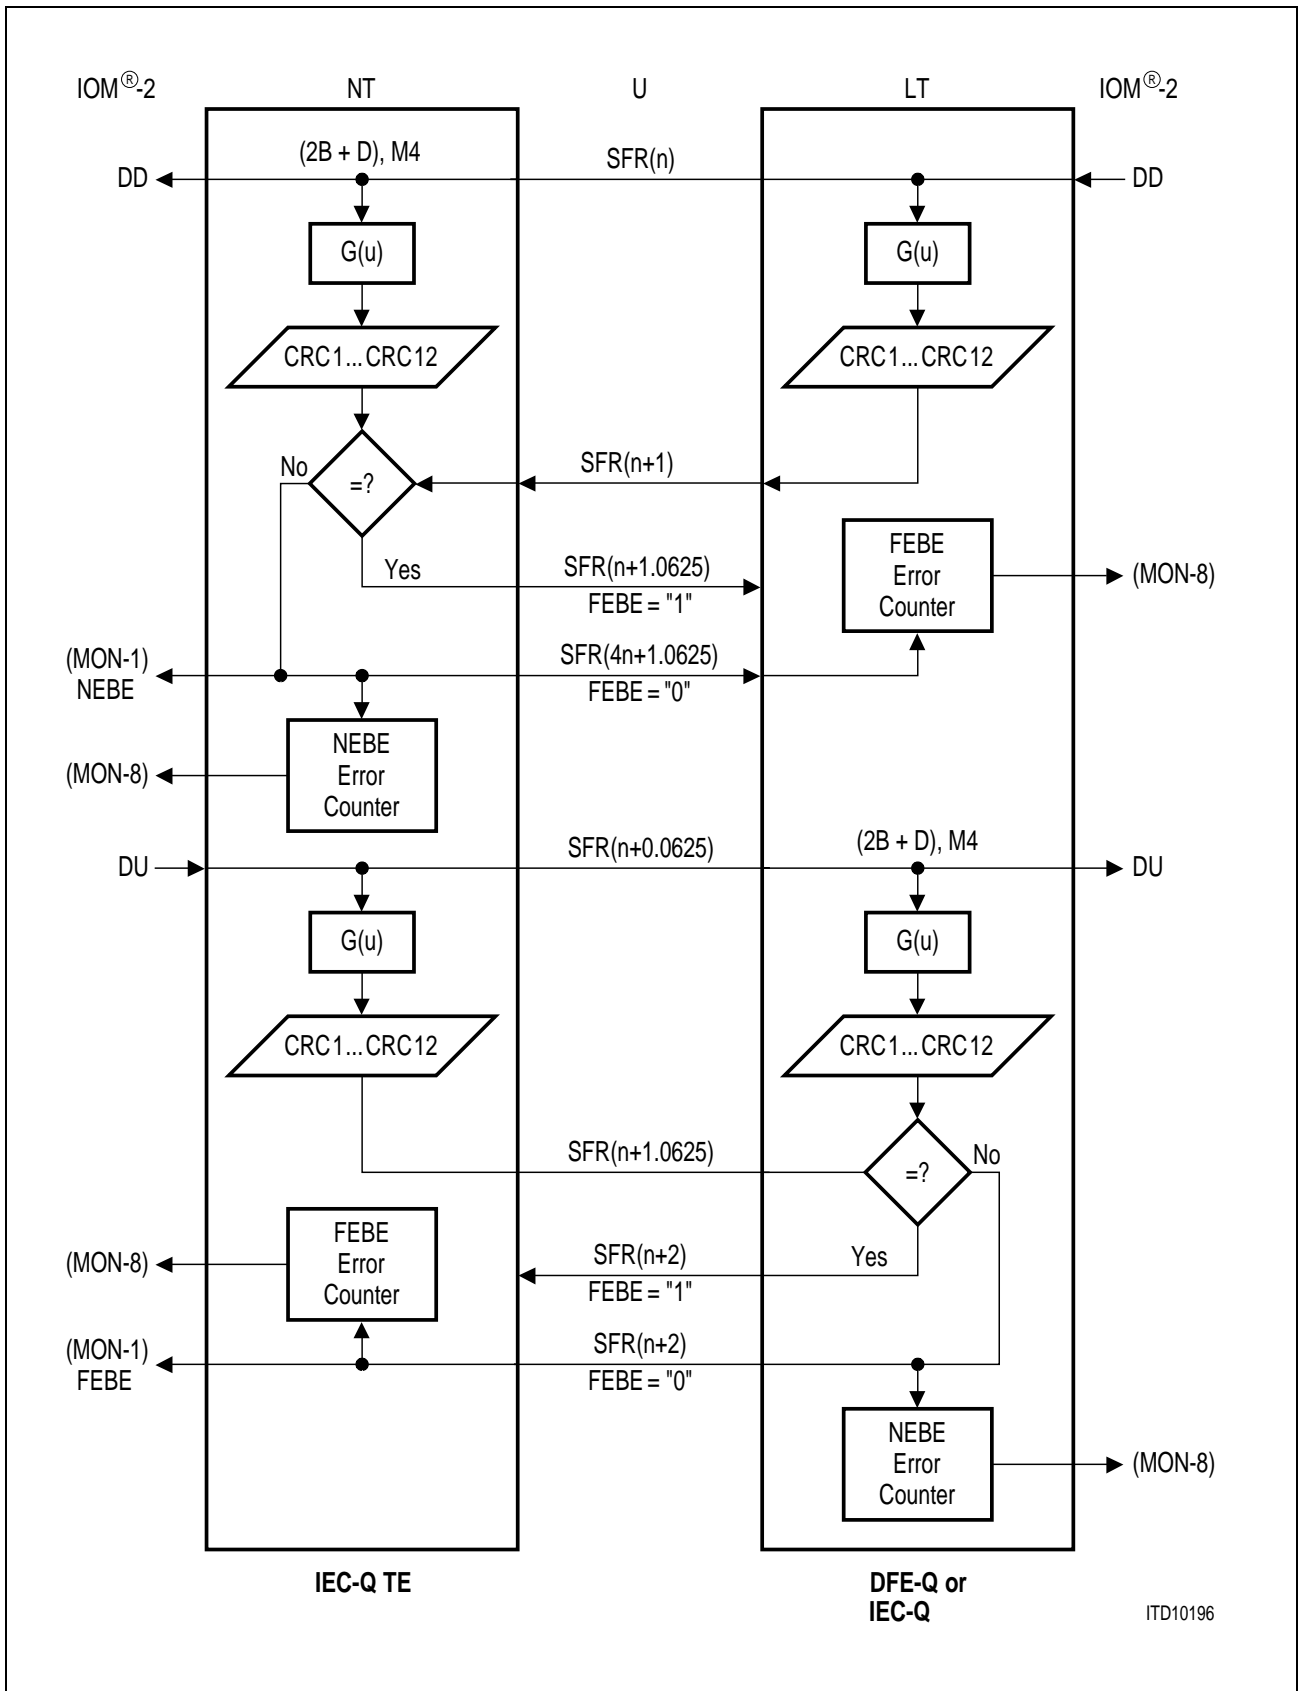 IOM®-2 NT U LT IOM®-2
(2B + D), M4
SFR(n)
DD
DD
G(u)
G(u)
CRC1...CRC12
CRC1...CRC12
No
=?
SFR(n+1)
Yes
SFR(n+1.0625)
FEBE = "1"
FEBE
Error
Counter
(MON-8)
(MON-1)
NEBE
SFR(4n+1.0625)
FEBE = "0"
NEBE
Error
Counter
(MON-8)
DU
SFR(n+0.0625)
(2B + D), M4
DU
G(u)
G(u)
CRC1...CRC12
CRC1...CRC12
SFR(n+1.0625)
=?
No
FEBE
Error
Counter
(MON-8)
SFR(n+2)
FEBE = "1"
Yes
(MON-1)
FEBE
SFR(n+2)
FEBE = "0"
NEBE
Error
Counter
(MON-8)
IEC-Q TE
DFE-Q or
IEC-Q
ITD10196